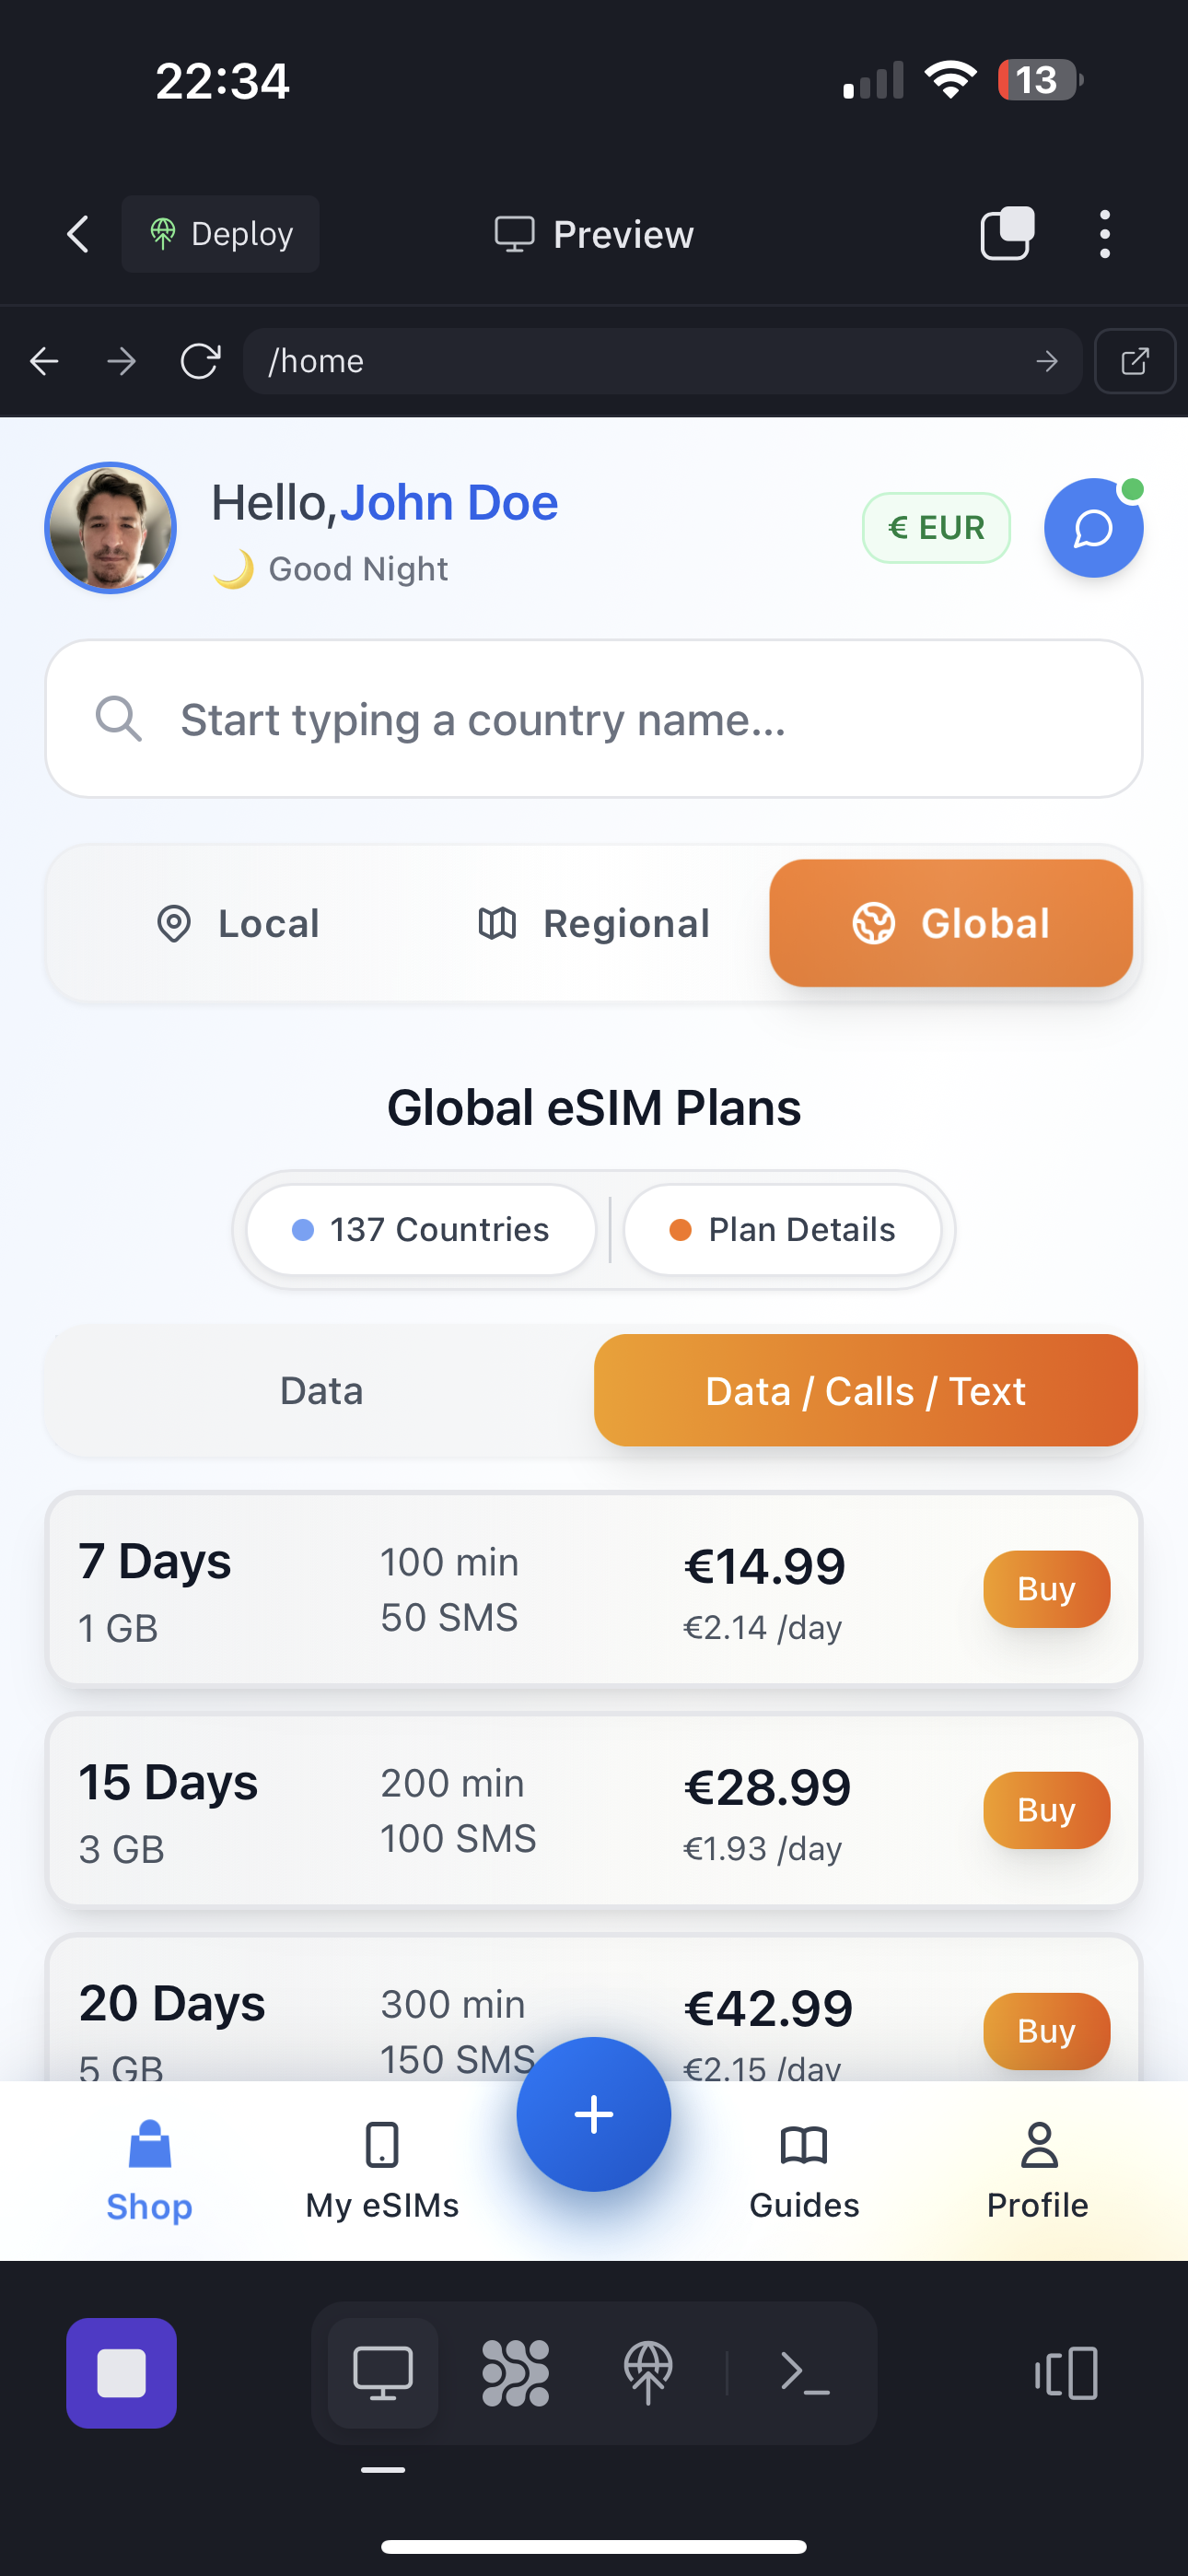 22:34
13
Deploy
Preview
/home
Hello,John Doe
🌙 Good Night
€ EUR
Start typing a country name...
Local
Regional
Global
Global eSIM Plans
137 Countries
Plan Details
Data
Data / Calls / Text
7 Days
1 GB
100 min
50 SMS
€14.99
€2.14 /day
Buy
15 Days
3 GB
200 min
100 SMS
€28.99
€1.93 /day
Buy
20 Days
5 GB
300 min
150 SMS
€42.99
€2.15 /day
Buy
Shop
My eSIMs
Guides
Profile